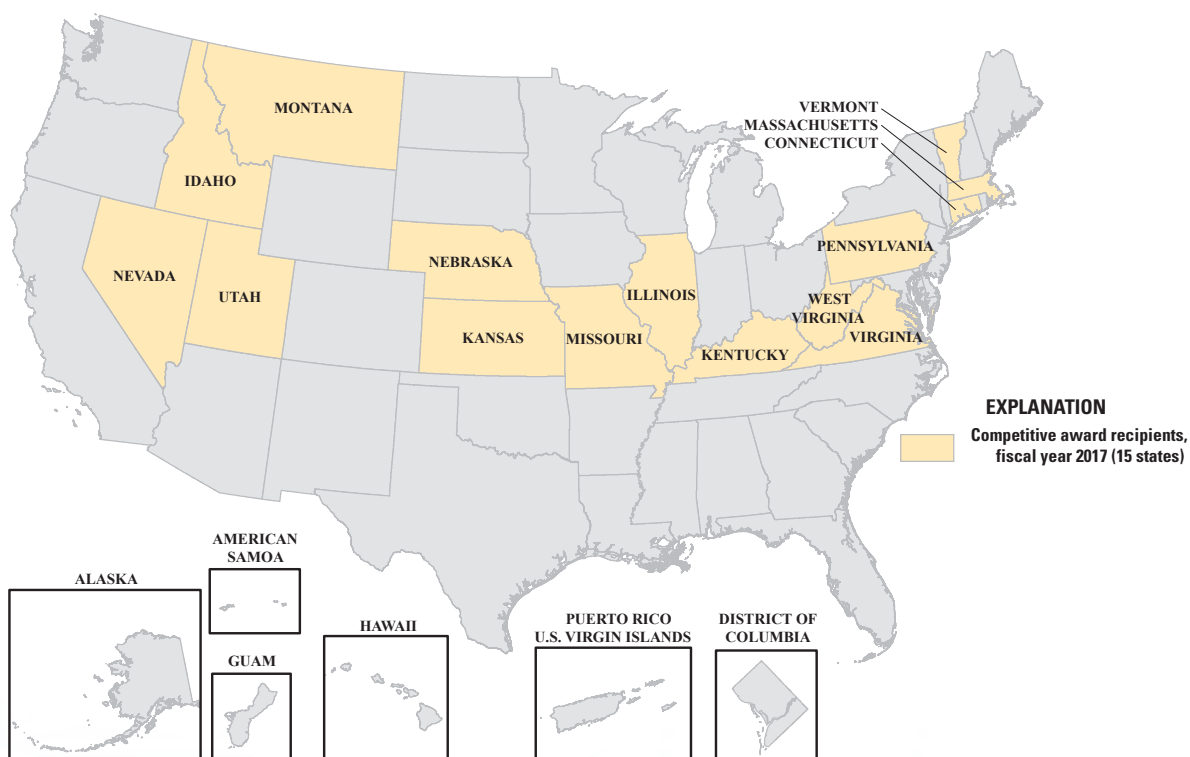 MONTANA
VERMONT
MASSACHUSETTS
CONNECTICUT
IDAHO
PENNSYLVANIA
NEBRASKA
NEVADA
UTAH
ILLINOIS
WEST
VIRGINIA
KANSAS
MISSOURI
VIRGINIA
KENTUCKY
EXPLANATION
Competitive award recipients,
fiscal year 2017 (15 states)
AMERICAN
SAMOA
ALASKA
HAWAII
PUERTO RICO
U.S. VIRGIN ISLANDS
DISTRICT OF
COLUMBIA
GUAM